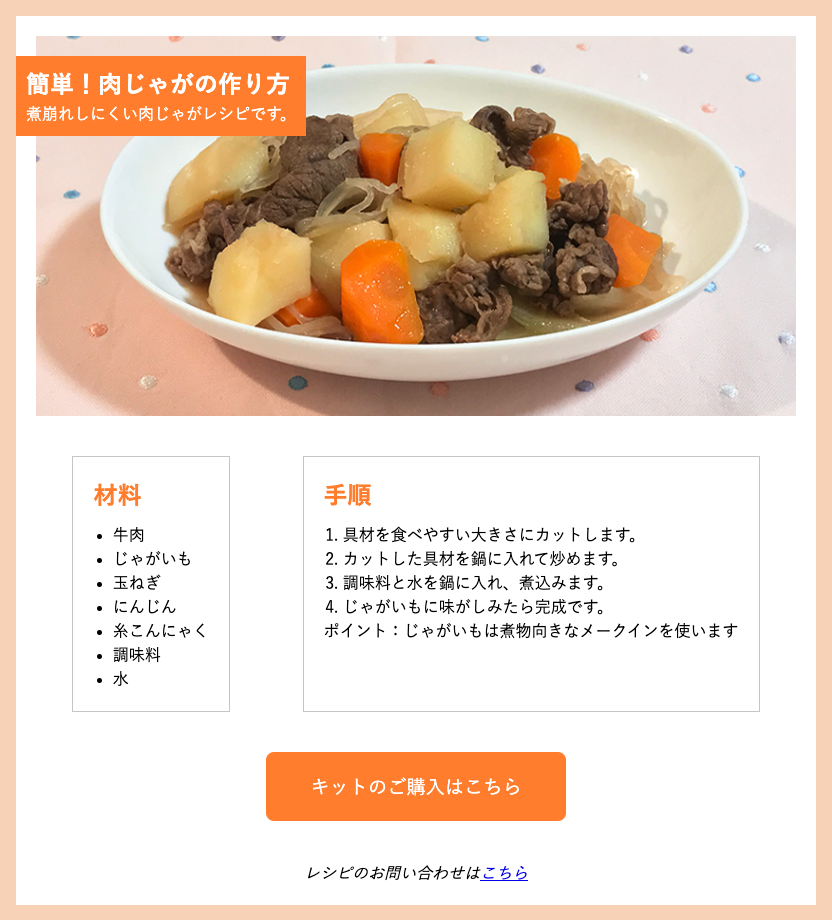 簡単！肉じゃがの作り方
煮崩れしにくい肉じゃがレシピです。
材料
• 牛肉
• じゃがいも
• 玉ねぎ
• にんじん
• 糸こんにゃく
• 調味料
• 水
手順
1. 具材を食べやすい大きさにカットします。
2. カットした具材を鍋に入れて炒めます。
3. 調味料と水を鍋に入れ、煮込みます。
4. じゃがいもに味がしみたら完成です。
ポイント：じゃがいもは煮物向きなメークインを使います
キットのご購入はこちら
レシピのお問い合わせはこちら